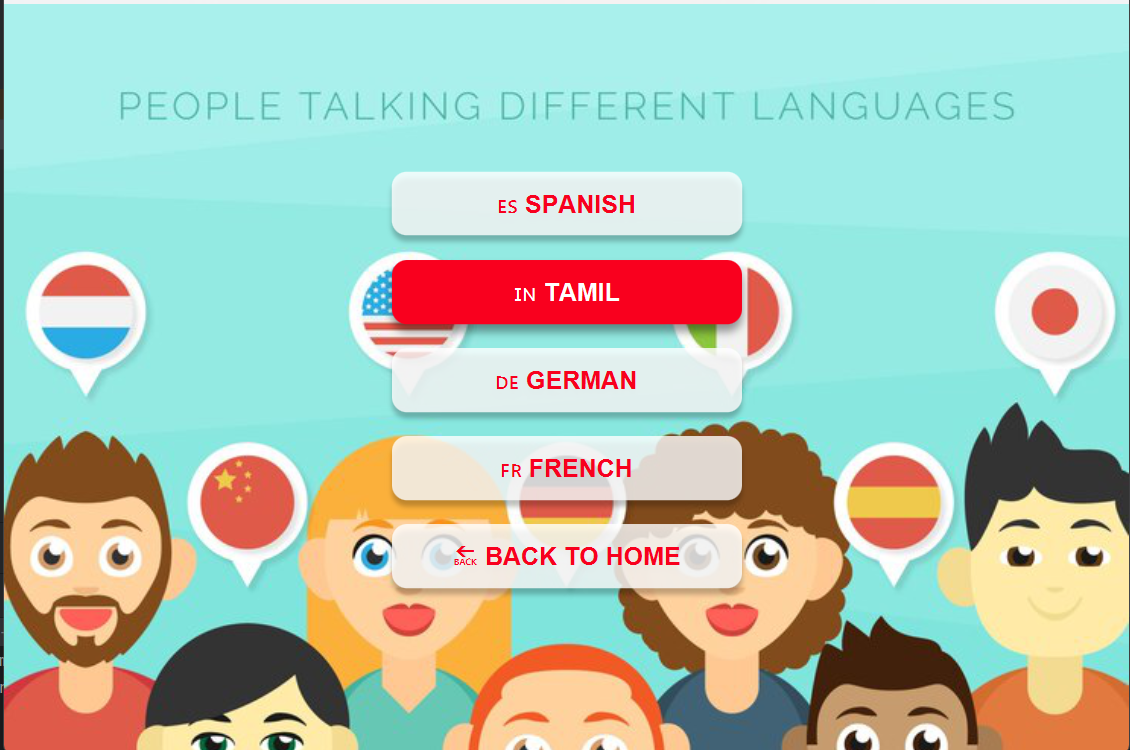 PEOPLE TALKING DIFFERENT LANGUAGES
ES SPANISH
IN TAMIL
DE GERMAN
FR FRENCH
BACK BACK TO HOME